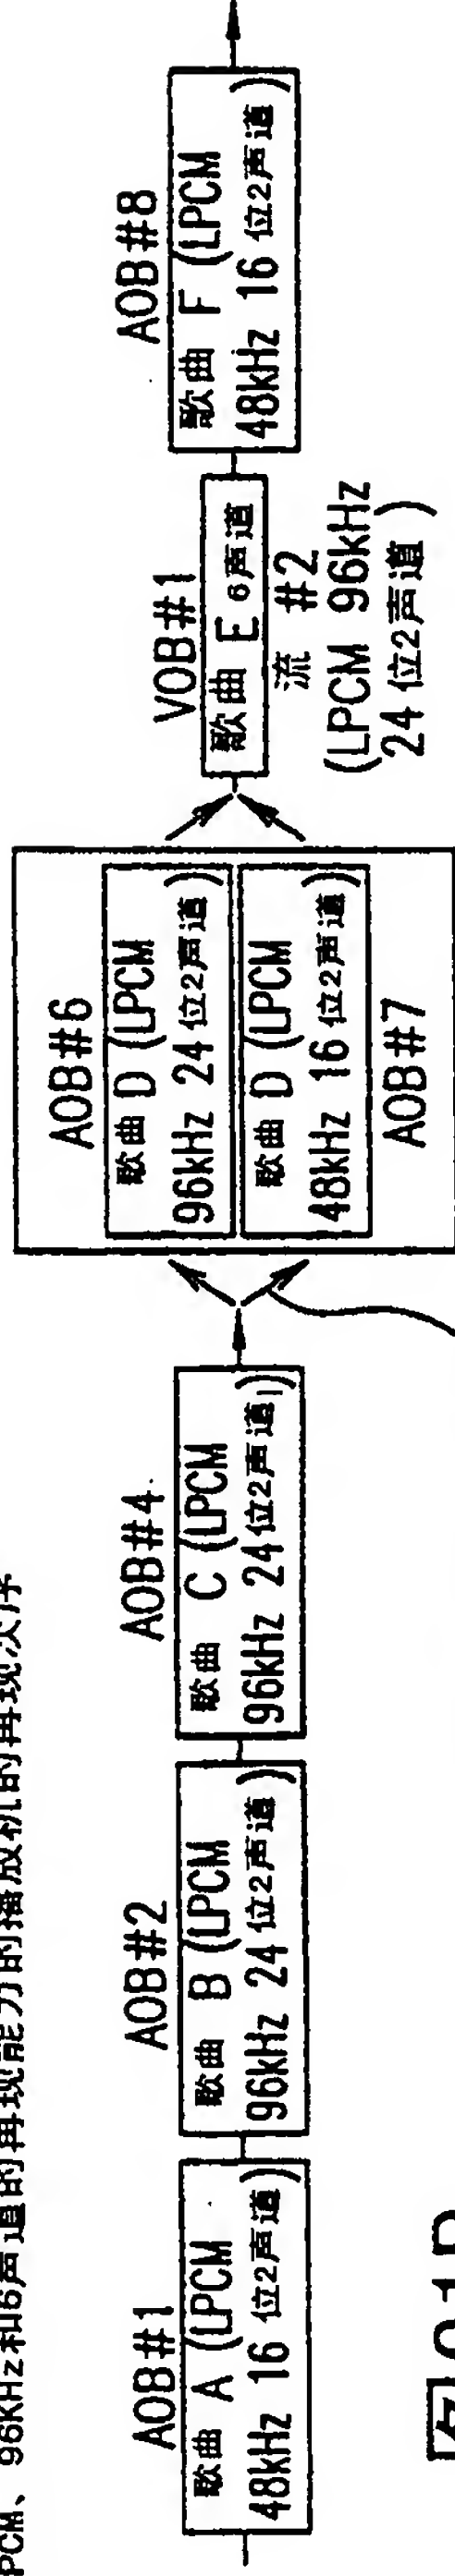 PCM、96KHz和6声道的再现能力的播放机的再现次序
AOB#1
歌曲 A (LPCM
48kHz 16 位2声道)
AOB#2
歌曲 B (LPCM
96kHz 24 位2声道)
AOB#4
歌曲 C (LPCM
96kHz 24位2声道)
AOB#6
歌曲 D (LPCM
96kHz 24 位2声道)
歌曲 D (LPCM
48kHz 16 位2声道)
AOB#7
VOB#1
歌曲 E 6声道
流 #2
(LPCM 96kHz
24 位2声道)
AOB#8
歌曲 F (LPCM
48kHz 16 位2声道)